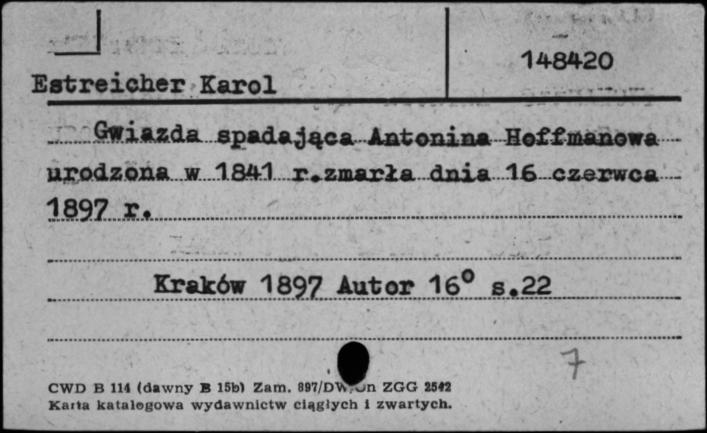 148420
Estreicher Karol
Gwiazda spadająca Antonina Hoffmanowa
urodzona w 1841 r.zmarła dnia 16 czerwca
1897 r.
Kraków 1897 Autor 16° s.22
7
CWD B 114 (dawny B 15b) Zam. 897/DW/Jn ZGG 2542
Karta katalogowa wydawnictw ciągłych i zwartych.